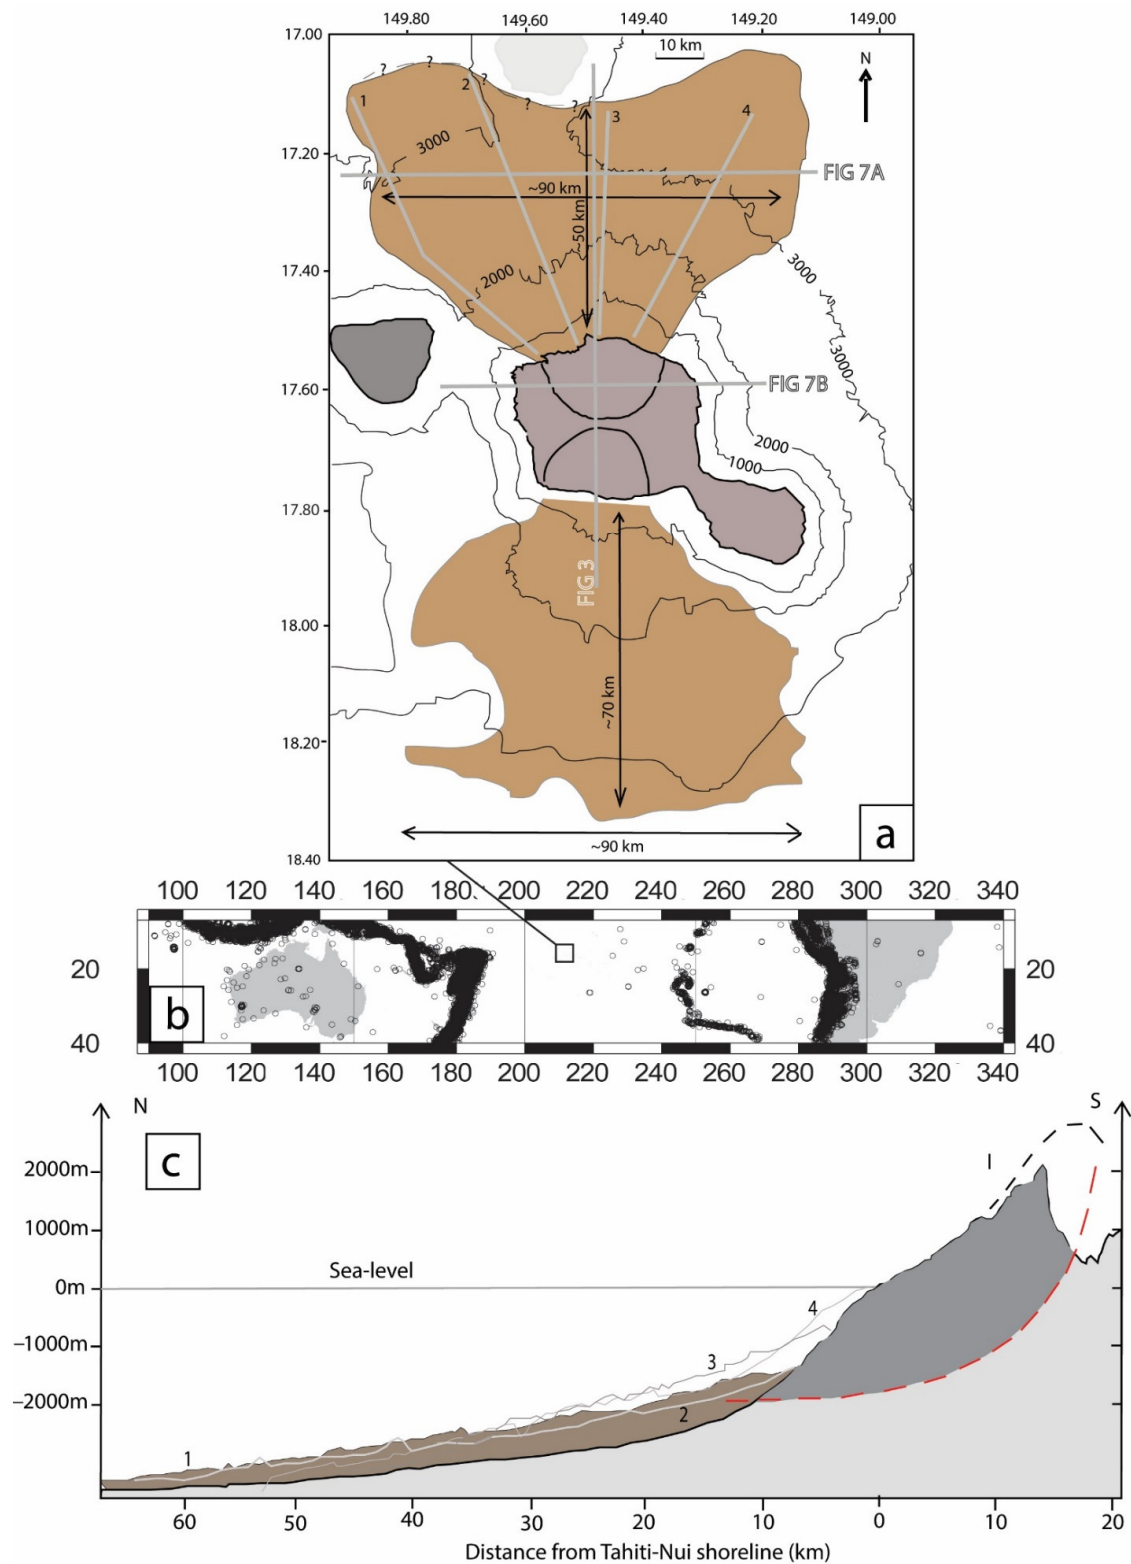 149.80 149.60 149.40 149.20 149.00
17.00
10 km
N
?
?
?
?
?
1
2
3
4
3000
17.20
FIG 7A
~90 km
~50 km
17.40
2000
3000
3000
17.60
FIG 7B
2000
1000
17.80
FIG 3
18.00
~70 km
18.20
~90 km
a
18.40
100 120 140 160 180 200 220 240 260 280 300 320 340
20 20
b
40 40
100 120 140 160 180 200 220 240 260 280 300 320 340
N
S
c
I
2000m
1000m
Sea-level
0m
4
−1000m
3
−2000m
2
1
60 50 40 30 20 10 0 10 20
Distance from Tahiti-Nui shoreline (km)